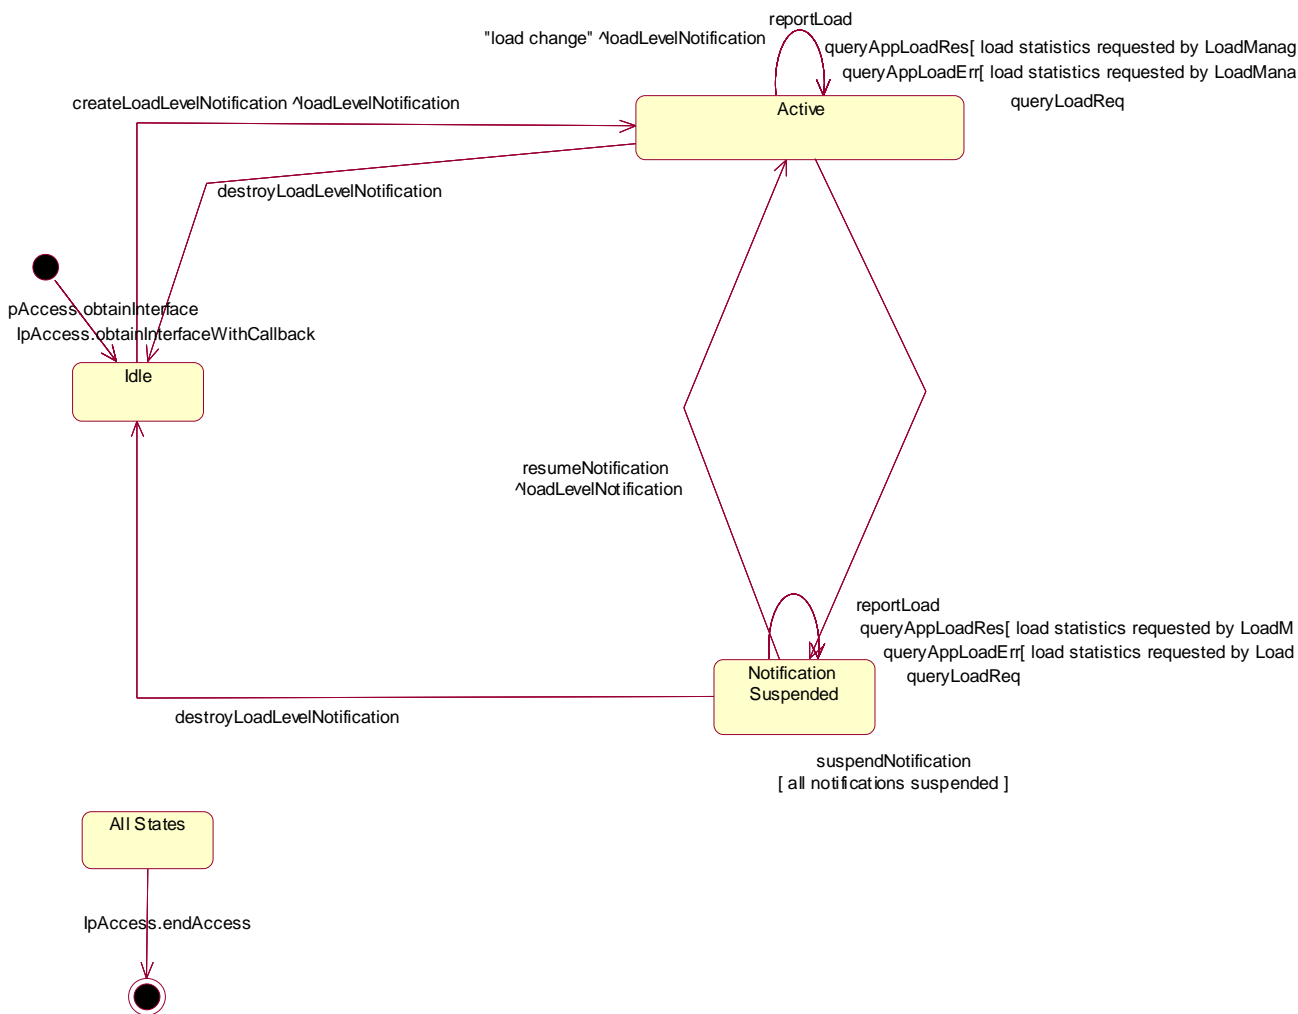 reportLoad
"load change" ^loadLevelNotification
queryAppLoadRes[ load statistics requested by LoadManag
queryAppLoadErr[ load statistics requested by LoadMana
queryLoadReq
createLoadLevelNotification ^loadLevelNotification
Active
destroyLoadLevelNotification
pAccess.obtainInterface
IpAccess.obtainInterfaceWithCallback
Idle
resumeNotification
^loadLevelNotification
reportLoad
queryAppLoadRes[ load statistics requested by LoadM
queryAppLoadErr[ load statistics requested by Load
queryLoadReq
Notification
Suspended
destroyLoadLevelNotification
suspendNotification
[ all notifications suspended ]
All States
IpAccess.endAccess